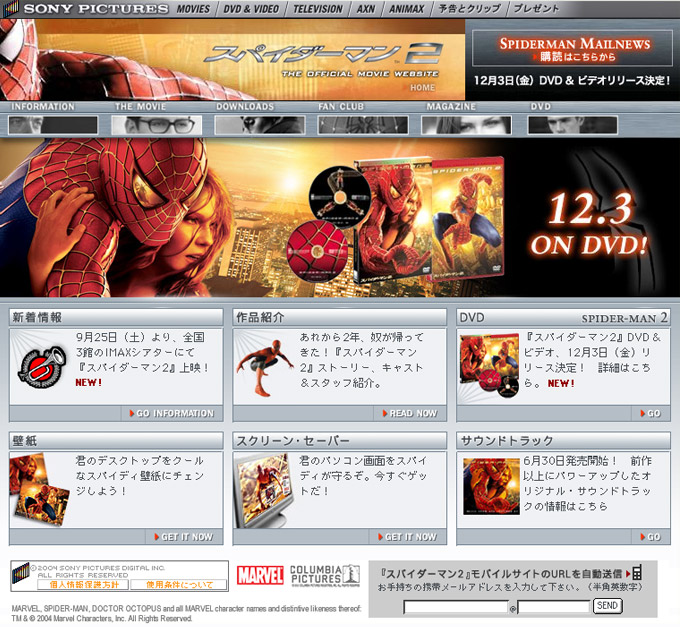 SONY PICTURES MOVIES DVD & VIDEO TELEVISION AXN ANIMAX 予告とクリップ プレゼント
スパイダーマン™ 2
THE OFFICIAL MOVIE WEBSITE
HOME
SPIDERMAN MAILNEWS
購読はこちらから
12月3日(金) DVD & ビデオリリース決定!
INFORMATION THE MOVIE DOWNLOADS FAN CLUB MAGAZINE DVD
SPIDER-MAN 2
スパイダーマン2
12.3
ON DVD!
新着情報
9月25日(土)より、全国
3館のIMAXシアターにて
『スパイダーマン2』上映!
NEW!
GO INFORMATION
作品紹介
あれから2年、奴が帰って
きた!『スパイダーマン
2』ストーリー、キャスト
&スタッフ紹介。
READ NOW
DVD SPIDER-MAN 2
『スパイダーマン2』DVD &
ビデオ、12月3日(金)リ
リース決定! 詳細はこち
ら。 NEW!
GO
壁紙
君のデスクトップをクール
なスパイディ壁紙にチェン
ジしよう!
GET IT NOW
スクリーン・セーバー
君のパソコン画面をスパイ
ディが守るぞ。今すぐゲッ
トだ!
GET IT NOW
サウンドトラック
6月30日発売開始! 前作
以上にパワーアップしたオ
リジナル・サウンドトラッ
クの情報はこちら
GO
©2004 SONY PICTURES DIGITAL INC.
ALL RIGHTS RESERVED
個人情報保護方針 使用条件について
MARVEL COLUMBIA PICTURES
『スパイダーマン2』モバイルサイトのURLを自動送信
お手持ちの携帯メールアドレスを入力して下さい。(半角英数字)
@ SEND
MARVEL, SPIDER-MAN, DOCTOR OCTOPUS and all MARVEL character names and distintive likeness thereof:
TM & © 2004 Marvel Characters, Inc. All Rights Reserved.